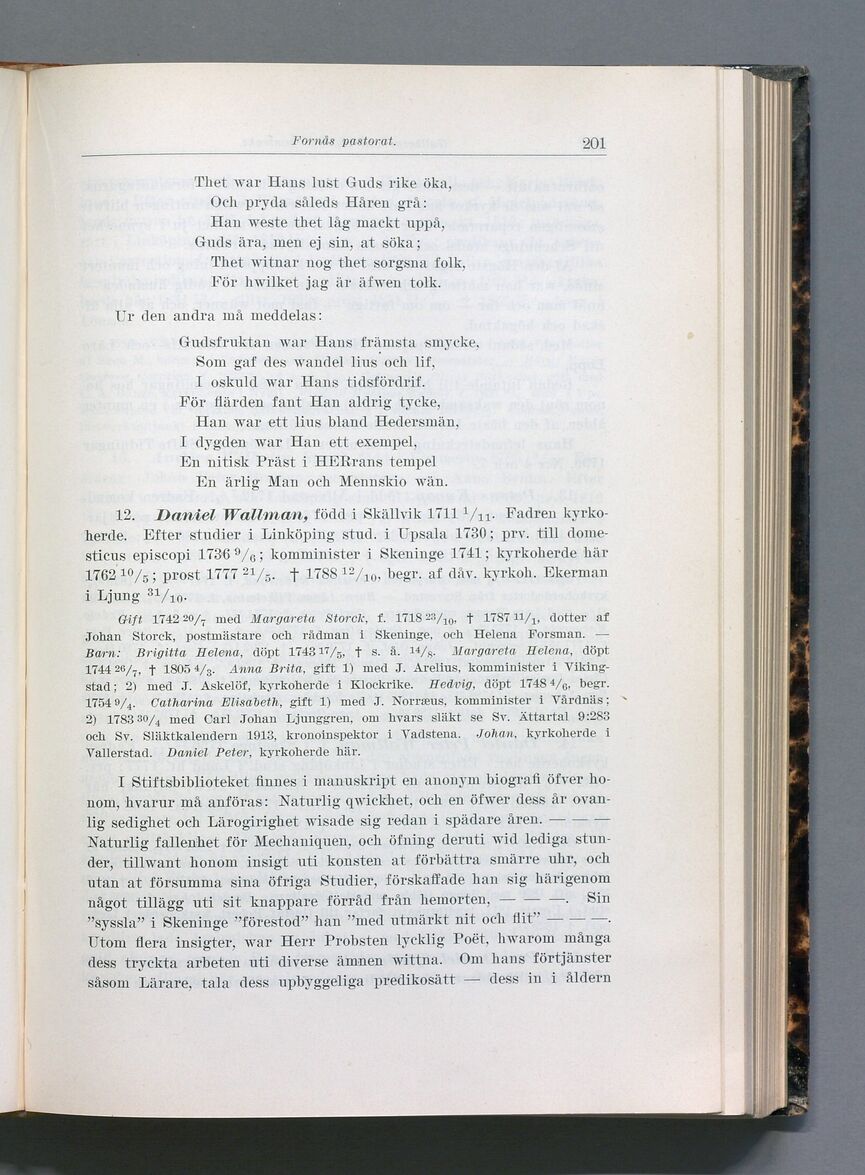 Fornås pastorat. 201
Thet war Hans lust Guds rike öka,
Och pryda såleds Håren grå:
Han weste thet låg mackt uppå,
Guds ära, men ej sin, at söka;
Thet witnar nog thet sorgsna folk,
För hwilket jag är äfwen tolk.
Ur den andra må meddelas:
Gudsfruktan war Hans främsta smycke,
Som gaf des wandel lius och lif,
I oskuld war Hans tidsfördrif.
För flärden fant Han aldrig tycke,
Han war ett lius bland Hedersmän,
I dygden war Han ett exempel,
En nitisk Präst i HERrans tempel
En ärlig Man och Mennskio wän.
12. Daniel Wallman, född i Skällvik 1711 1/11. Fadren kyrko-
herde. Efter studier i Linköping stud. i Upsala 1730; prv. till dome-
sticus episcopi 1736 9/6; komminister i Skeninge 1741; kyrkoherde här
1762 10/5; prost 1777 21/5. † 1788 12/10, begr. af dåv. kyrkoh. Ekerman
i Ljung 31/10.
Gift 1742 20/7 med Margareta Storck, f. 1718 23/10, † 1787 11/1, dotter af
Johan Storck, postmästare och rådman i Skeninge, och Helena Forsman. —
Barn: Brigitta Helena, döpt 1743 17/5, † s. å. 14/8. Margareta Helena, döpt
1744 26/7, † 1805 4/3. Anna Brita, gift 1) med J. Arelius, komminister i Viking-
stad; 2) med J. Askelöf, kyrkoherde i Klockrike. Hedvig, döpt 1748 4/6, begr.
1754 9/4. Catharina Elisabeth, gift 1) med J. Norræus, komminister i Vårdnäs;
2) 1783 30/4 med Carl Johan Ljunggren, om hvars släkt se Sv. Ättartal 9:283
och Sv. Släktkalendern 1913, kronoinspektor i Vadstena. Johan, kyrkoherde i
Vallerstad. Daniel Peter, kyrkoherde här.
I Stiftsbiblioteket finnes i manuskript en anonym biografi öfver ho-
nom, hvarur må anföras: Naturlig qwickhet, och en öfwer dess år ovan-
lig sedighet och Lärogirighet wisade sig redan i spädare åren. — — —
Naturlig fallenhet för Mechaniquen, och öfning deruti wid lediga stun-
der, tillwant honom insigt uti konsten at förbättra smärre uhr, och
utan at försumma sina öfriga Studier, förskaffade han sig härigenom
något tillägg uti sit knappare förråd från hemorten, — — —. Sin
”syssla” i Skeninge ”förestod” han ”med utmärkt nit och flit” — — —.
Utom flera insigter, war Herr Probsten lycklig Poët, hwarom många
dess tryckta arbeten uti diverse ämnen wittna. Om hans förtjänster
såsom Lärare, tala dess upbyggeliga predikosätt — dess in i åldern